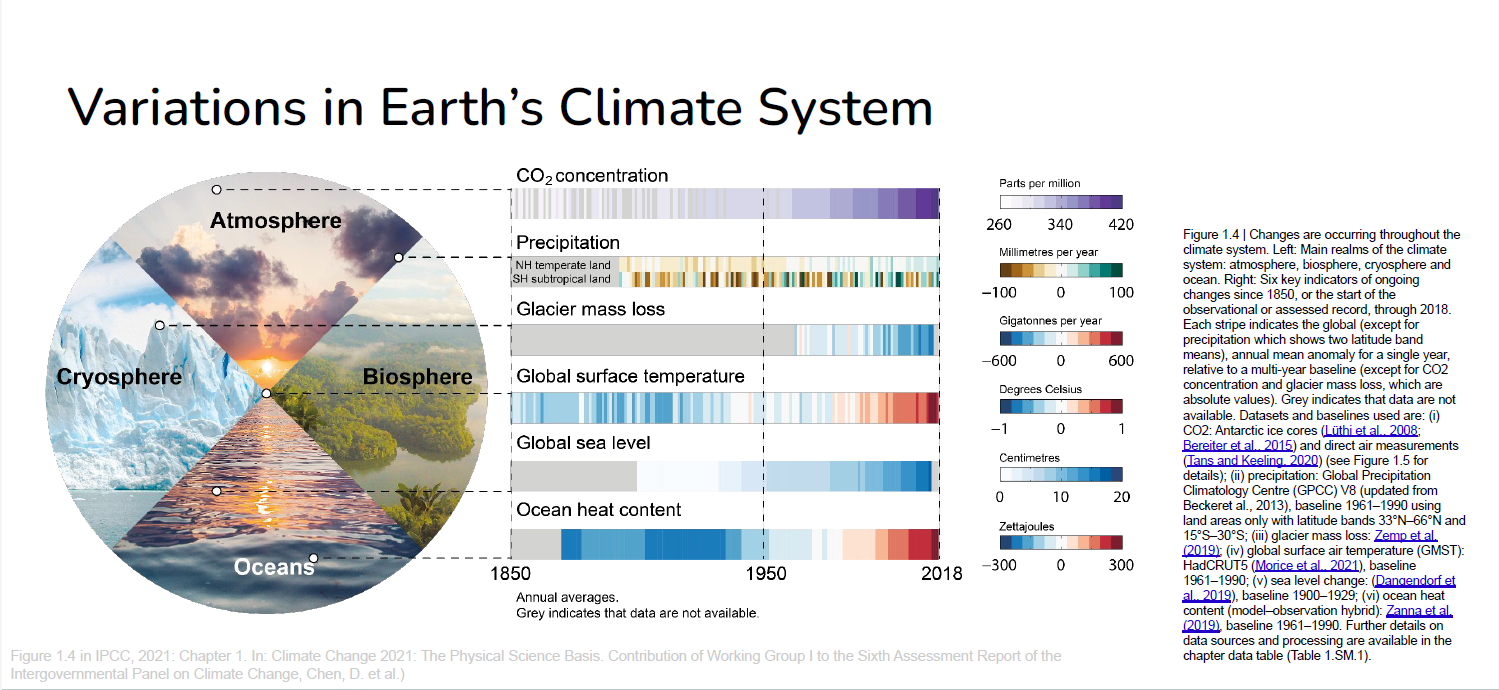 Variations in Earth's Climate System
Atmosphere
Cryosphere
Biosphere
Oceans
CO2 concentration
Precipitation
NH temperate land
SH subtropical land
Glacier mass loss
Global surface temperature
Global sea level
Ocean heat content
1850
1950
2018
Annual averages.
Grey indicates that data are not available.
Parts per million
260 340 420
Millimetres per year
−100 0 100
Gigatonnes per year
−600 0 600
Degrees Celsius
−1 0 1
Centimetres
0 10 20
Zettajoules
−300 0 300
Figure 1.4 | Changes are occurring throughout the
climate system. Left: Main realms of the climate
system: atmosphere, biosphere, cryosphere and
ocean. Right: Six key indicators of ongoing
changes since 1850, or the start of the
observational or assessed record, through 2018.
Each stripe indicates the global (except for
precipitation which shows two latitude band
means), annual mean anomaly for a single year,
relative to a multi-year baseline (except for CO2
concentration and glacier mass loss, which are
absolute values). Grey indicates that data are not
available. Datasets and baselines used are: (i)
CO2: Antarctic ice cores (Lüthi et al., 2008;
Bereiter et al., 2015) and direct air measurements
(Tans and Keeling, 2020) (see Figure 1.5 for
details); (ii) precipitation: Global Precipitation
Climatology Centre (GPCC) V8 (updated from
Beckeret al., 2013), baseline 1961–1990 using
land areas only with latitude bands 33°N–66°N and
15°S–30°S; (iii) glacier mass loss: Zemp et al.
(2019); (iv) global surface air temperature (GMST):
HadCRUT5 (Morice et al., 2021), baseline
1961–1990; (v) sea level change: (Dangendorf et
al., 2019), baseline 1900–1929; (vi) ocean heat
content (model–observation hybrid): Zanna et al.
(2019), baseline 1961–1990. Further details on
data sources and processing are available in the
chapter data table (Table 1.SM.1).
Figure 1.4 in IPCC, 2021: Chapter 1. In: Climate Change 2021: The Physical Science Basis. Contribution of Working Group I to the Sixth Assessment Report of the
Intergovernmental Panel on Climate Change, Chen, D. et al.)